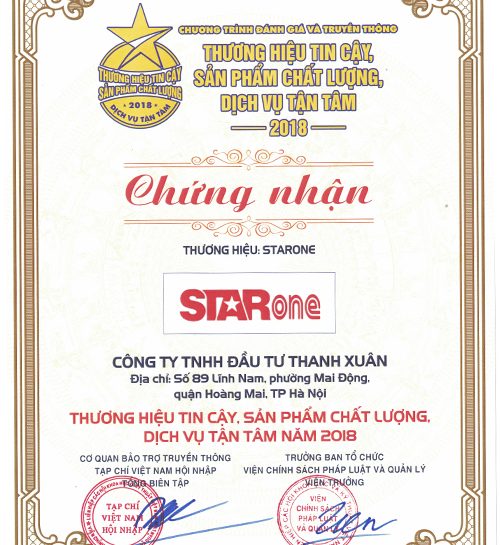 CHƯƠNG TRÌNH ĐÁNH GIÁ VÀ TRUYỀN THÔNG
THƯƠNG HIỆU TIN CẬY,
SẢN PHẨM CHẤT LƯỢNG,
DỊCH VỤ TẬN TÂM
2018
THƯƠNG HIỆU TIN CẬY
SẢN PHẨM CHẤT LƯỢNG
2018
DỊCH VỤ TẬN TÂM
Chứng nhận
THƯƠNG HIỆU: STARONE
STARone
CÔNG TY TNHH ĐẦU TƯ THANH XUÂN
Địa chỉ: Số 89 Lĩnh Nam, phường Mai Động,
quận Hoàng Mai, TP Hà Nội
THƯƠNG HIỆU TIN CẬY, SẢN PHẨM CHẤT LƯỢNG,
DỊCH VỤ TẬN TÂM NĂM 2018
CƠ QUAN BẢO TRỢ TRUYỀN THÔNG
TẠP CHÍ VIỆT NAM HỘI NHẬP
TỔNG BIÊN TẬP
TRƯỞNG BAN TỔ CHỨC
VIỆN CHÍNH SÁCH PHÁP LUẬT VÀ QUẢN LÝ
VIỆN TRƯỞNG
TẠP CHÍ
VIỆT NAM
HỘI NHẬP
VIỆN
CHÍNH SÁCH
PHÁP LUẬT
VÀ QUẢN LÝ